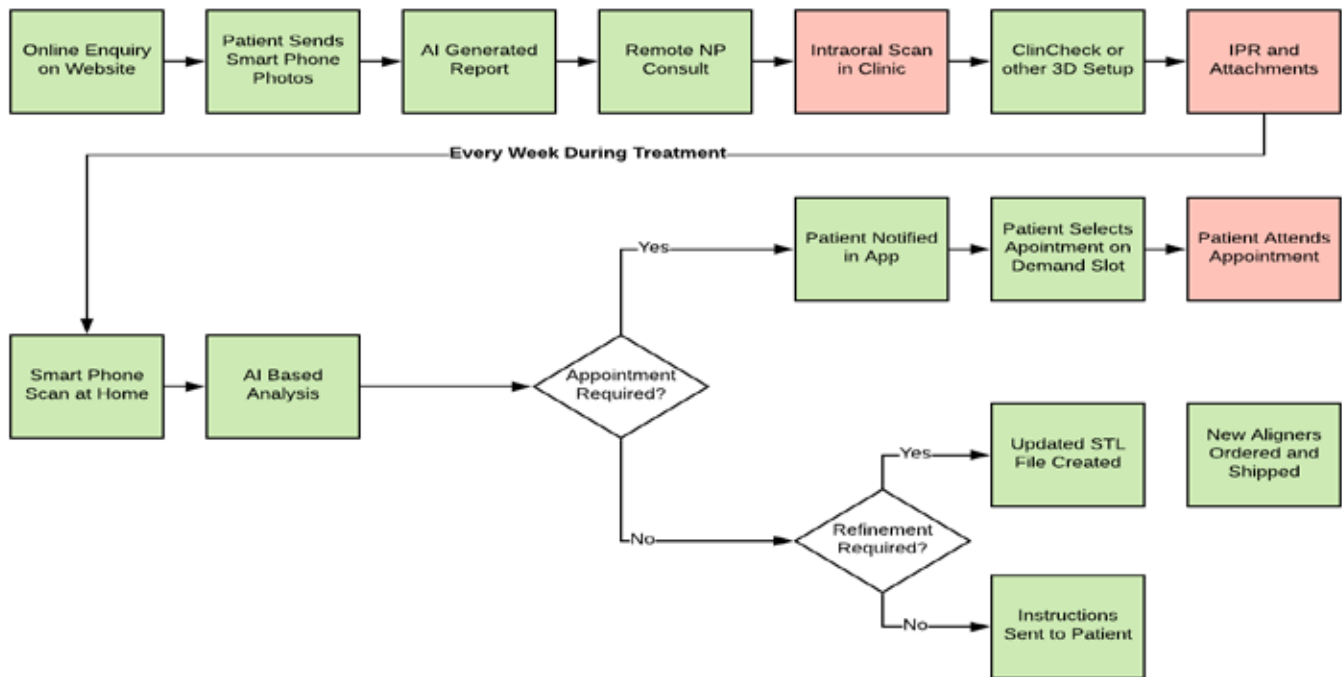 Online Enquiry
on Website
Patient Sends
Smart Phone
Photos
AI Generated
Report
Remote NP
Consult
Intraoral Scan
in Clinic
ClinCheck or
other 3D Setup
IPR and
Attachments
Every Week During Treatment
Yes
Patient Notified
in App
Patient Selects
Apointment on
Demand Slot
Patient Attends
Appointment
Smart Phone
Scan at Home
AI Based
Analysis
Appointment
Required?
Yes
Updated STL
File Created
New Aligners
Ordered and
Shipped
No
Refinement
Required?
No
Instructions
Sent to Patient